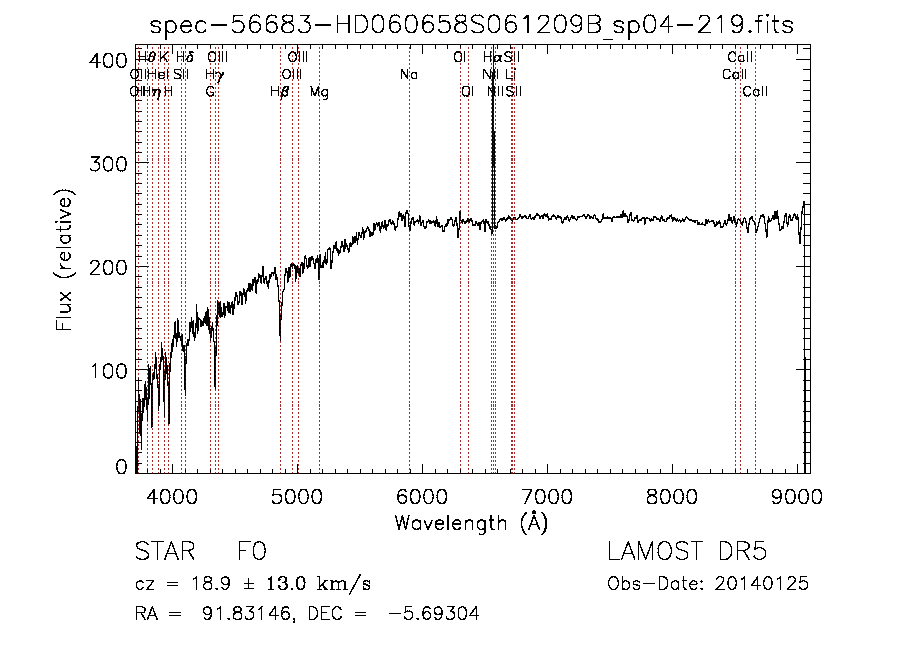 spec-56683-HD060658S061209B_sp04-219.fits
Hθ K Hδ OIII OIII OI Hα SII CaII
OII HeI SII Hγ OIII Na NII Li CaII
OII Hη H G Hβ Mg OI NII SII CaII
400
300
200
100
0
Flux (relative)
4000 5000 6000 7000 8000 9000
Wavelength (Å)
STAR F0 LAMOST DR5
cz = 18.9 ± 13.0 km/s Obs-Date: 20140125
RA = 91.83146, DEC = -5.69304